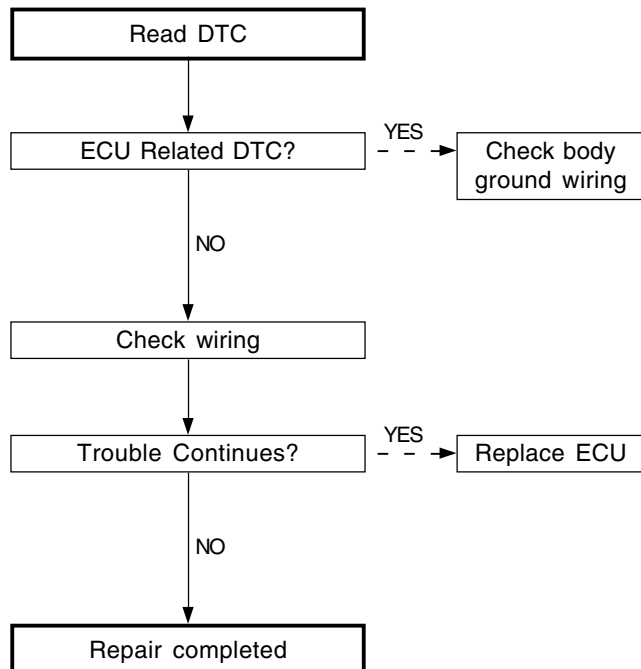 Read DTC
ECU Related DTC?
YES
Check body
ground wiring
NO
Check wiring
Trouble Continues?
YES
Replace ECU
NO
Repair completed